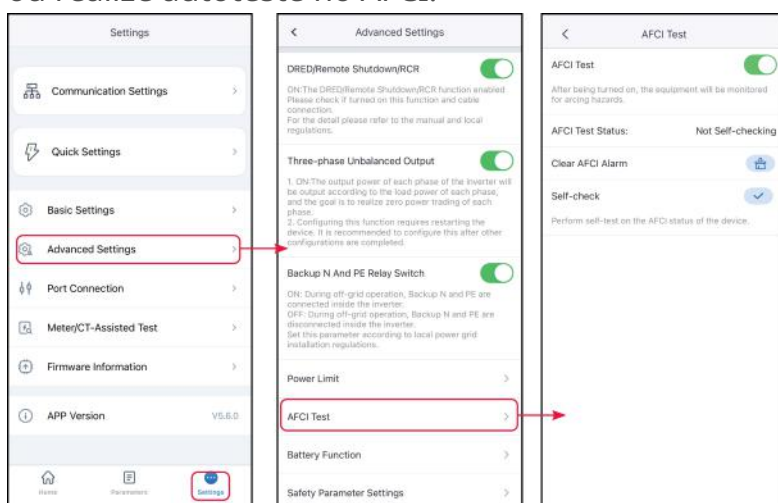 Settings
Communication Settings
Quick Settings
Basic Settings
Advanced Settings
Port Connection
Meter/CT-Assisted Test
Firmware Information
APP Version V5.6.0
Home Parameters Settings
Advanced Settings
DRED/Remote Shutdown/RCR
ON:The DRED/Remote Shutdown/RCR function enabled
Please check if turned on this function and cable
connection.
For the detail please refer to the manual and local
regulations.
Three-phase Unbalanced Output
1. ON:The output power of each phase of the inverter will
be output according to the load power of each phase,
and the goal is to realize zero power trading of each
phase.
2. Configuring this function requires restarting the
device. It is recommended to configure this after other
configurations are completed.
Backup N And PE Relay Switch
ON: During off-grid operation, Backup N and PE are
connected inside the inverter.
OFF: During off-grid operation, Backup N and PE are
disconnected inside the inverter.
Set this parameter according to local power grid
installation regulations.
Power Limit
AFCI Test
Battery Function
Safety Parameter Settings
AFCI Test
AFCI Test
After being turned on, the equipment will be monitored
for arcing hazards.
AFCI Test Status: Not Self-checking
Clear AFCI Alarm
Self-check
Perform self-test on the AFCI status of the device.